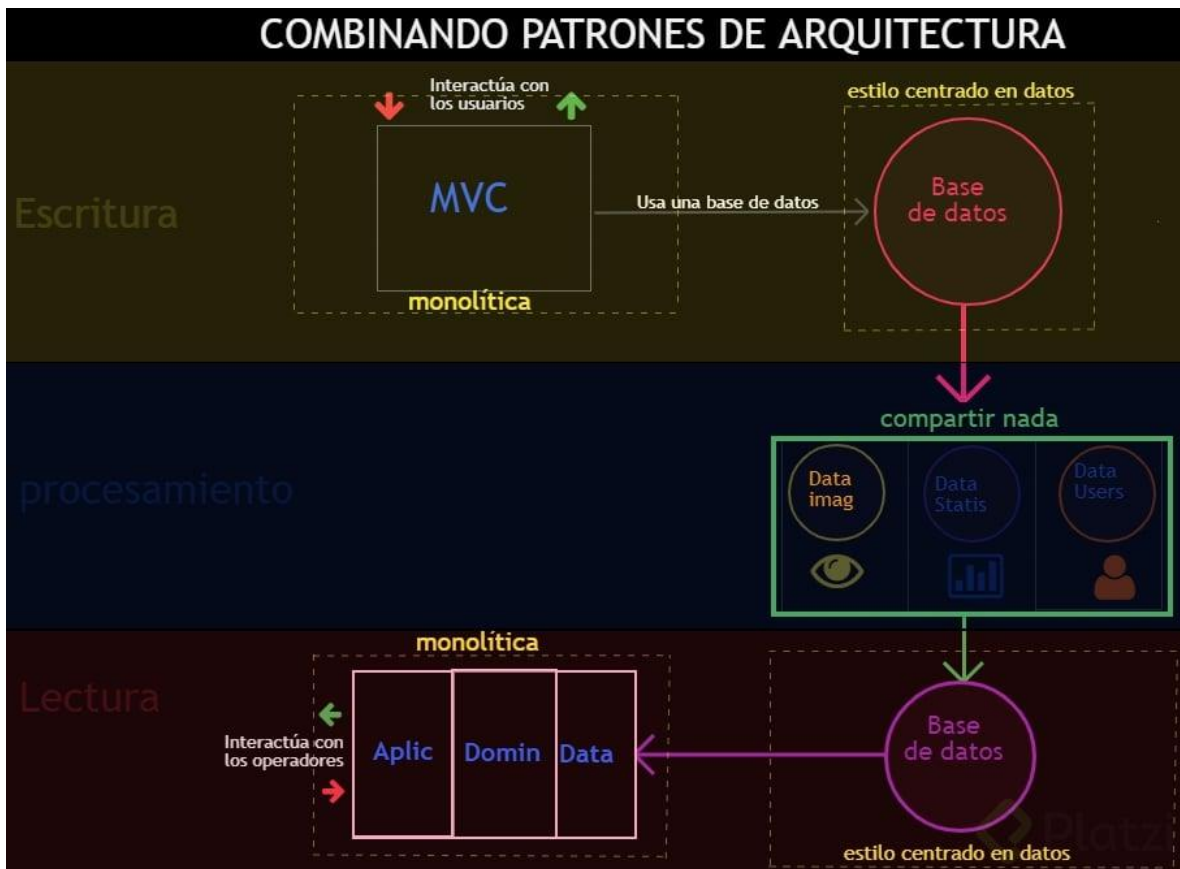 COMBINANDO PATRONES DE ARQUITECTURA
Interactúa con
los usuarios
estilo centrado en datos
Escritura
MVC
Usa una base de datos
Base
de datos
monolítica
compartir nada
procesamiento
Data
imag
Data
Statis
Data
Users
monolítica
Lectura
Interactúa con
los operadores
Aplic
Domin
Data
Base
de datos
Platzi
estilo centrado en datos